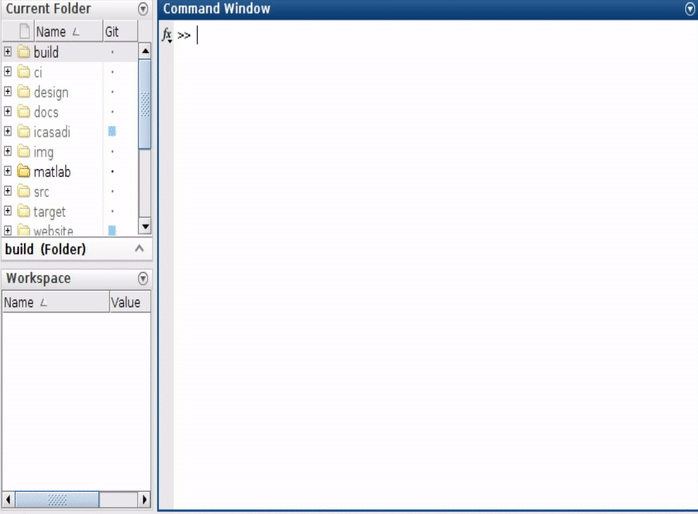 Current Folder
Name Git
build
ci
design
docs
icasadi
img
matlab
src
target
website
build (Folder)
Workspace
Name Value
Command Window
fx >>